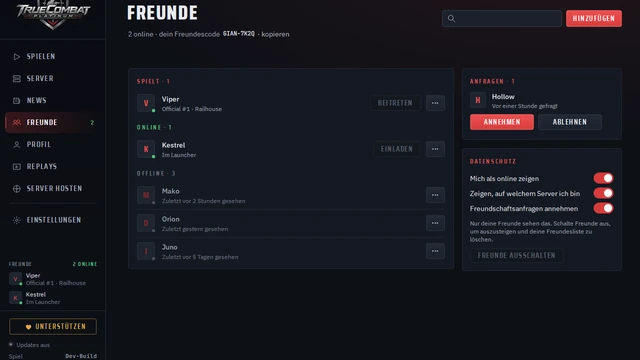 TRUECOMBAT
PLATINUM
SPIELEN
SERVER
NEWS
FREUNDE 2
PROFIL
REPLAYS
SERVER HOSTEN
EINSTELLUNGEN
FREUNDE 2 ONLINE
V Viper
Official #1 · Railhouse
K Kestrel
Im Launcher
UNTERSTÜTZEN
Updates aus
Spiel Dev-Build
FREUNDE
2 online · dein Freundescode GIAN-7K2Q · kopieren
HINZUFÜGEN
SPIELT · 1
V Viper
Official #1 · Railhouse
BEITRETEN
ONLINE · 1
K Kestrel
Im Launcher
EINLADEN
OFFLINE · 3
M Mako
Zuletzt vor 2 Stunden gesehen
O Orion
Zuletzt gestern gesehen
J Juno
Zuletzt vor 5 Tagen gesehen
ANFRAGEN · 1
H Hollow
Vor einer Stunde gefragt
ANNEHMEN ABLEHNEN
DATENSCHUTZ
Mich als online zeigen
Zeigen, auf welchem Server ich bin
Freundschaftsanfragen annehmen
Nur deine Freunde sehen das. Schalte Freunde aus,
um auszusteigen und deine Freundesliste zu
löschen.
FREUNDE AUSSCHALTEN